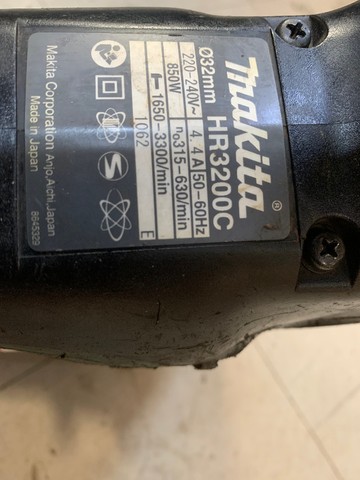 makita®
HR3200C
Ø32mm
220-240V~ 4.4A 50-60Hz
850W n₀315-630/min
1650-3300/min
1062 E
Makita Corporation Anjo, Aichi, Japan
Made in Japan 8645329